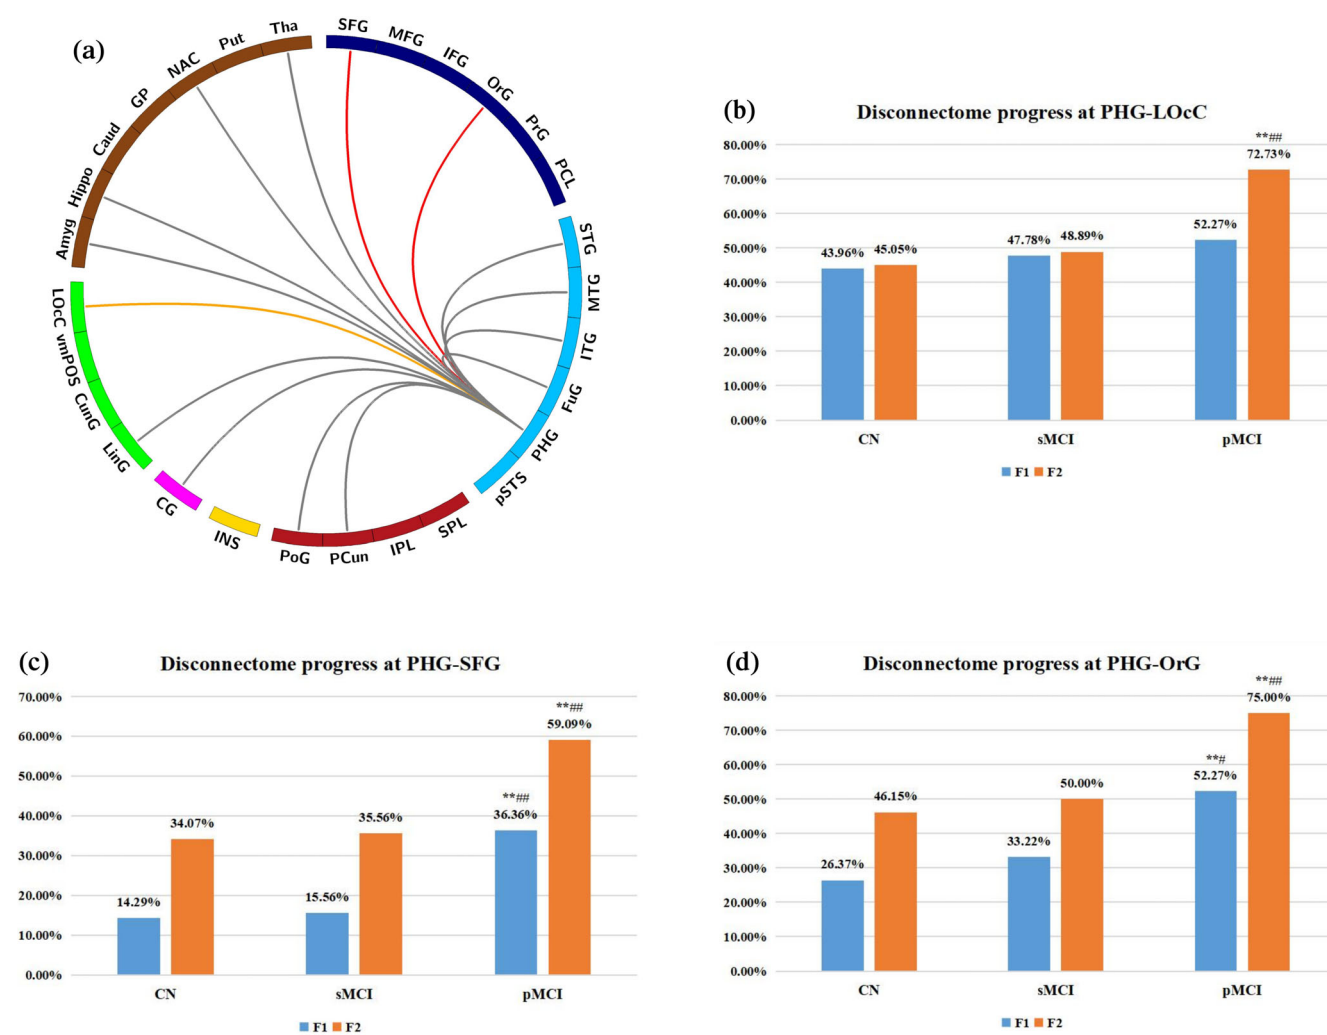 (a)
SFG
MFG
IFG
OrG
PrG
PCL
STG
MTG
ITG
FuG
PHG
pSTS
SPL
IPL
PCun
PoG
INS
CG
LinG
CunG
vmPOS
LOcC
Amyg
Hippo
Caud
GP
NAC
Put
Tha
(b)
Disconnectome progress at PHG-LOcC
80.00%
70.00%
60.00%
50.00%
40.00%
30.00%
20.00%
10.00%
0.00%
43.96%
45.05%
47.78%
48.89%
52.27%
**##
72.73%
CN sMCI pMCI
F1 F2
(c)
Disconnectome progress at PHG-SFG
70.00%
60.00%
50.00%
40.00%
30.00%
20.00%
10.00%
0.00%
14.29%
34.07%
15.56%
35.56%
**##
36.36%
**##
59.09%
CN sMCI pMCI
F1 F2
(d)
Disconnectome progress at PHG-OrG
80.00%
70.00%
60.00%
50.00%
40.00%
30.00%
20.00%
10.00%
0.00%
26.37%
46.15%
33.22%
50.00%
**#
52.27%
**##
75.00%
CN sMCI pMCI
F1 F2